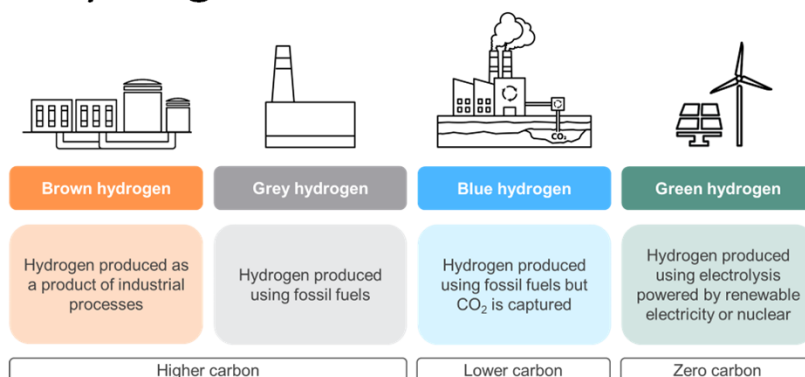 CO₂
Brown hydrogen
Grey hydrogen
Blue hydrogen
Green hydrogen
Hydrogen produced as
a product of industrial
processes
Hydrogen produced
using fossil fuels
Hydrogen produced
using fossil fuels but
CO₂ is captured
Hydrogen produced
using electrolysis
powered by renewable
electricity or nuclear
Higher carbon
Lower carbon
Zero carbon